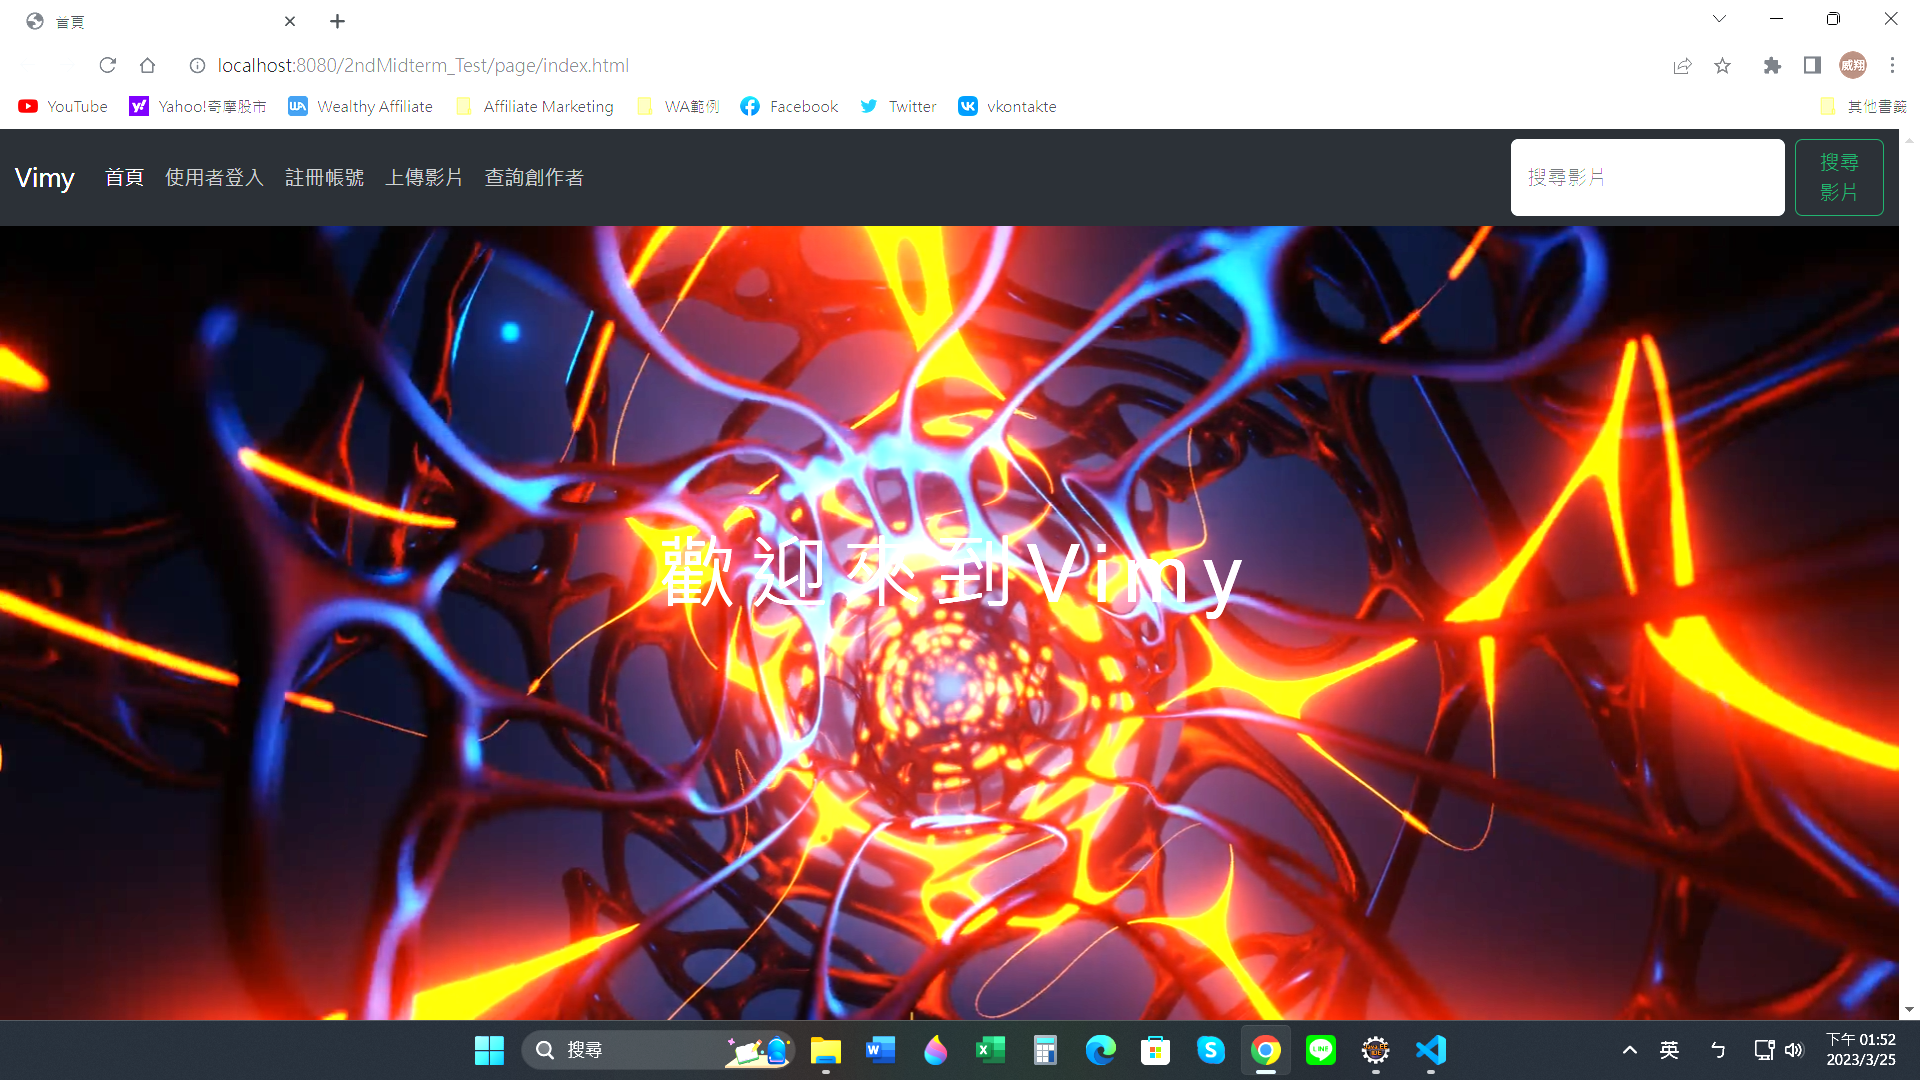 首頁
localhost:8080/2ndMidterm_Test/page/index.html
威翔
YouTube Yahoo!奇摩股市 Wealthy Affiliate Affiliate Marketing WA範例 Facebook Twitter vkontakte 其他書籤
Vimy 首頁 使用者登入 註冊帳號 上傳影片 查詢創作者 搜尋影片
搜尋
影片
歡迎來到Vimy
搜尋
英 ㄅ
下午 01:52
2023/3/25